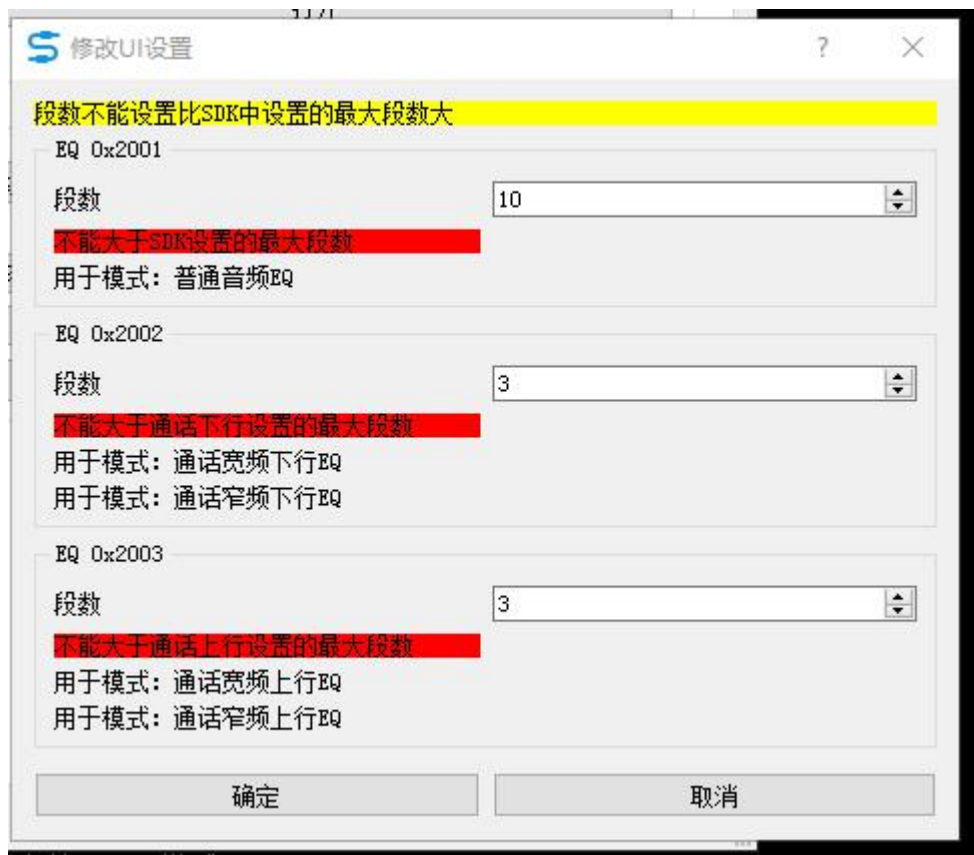 修改UI设置
段数不能设置比SDK中设置的最大段数大
EQ 0x2001
段数
10
不能大于SDK设置的最大段数
用于模式：普通音频EQ
EQ 0x2002
段数
3
不能大于通话下行设置的最大段数
用于模式：通话宽频下行EQ
用于模式：通话窄频下行EQ
EQ 0x2003
段数
3
不能大于通话上行设置的最大段数
用于模式：通话宽频上行EQ
用于模式：通话窄频上行EQ
确定
取消